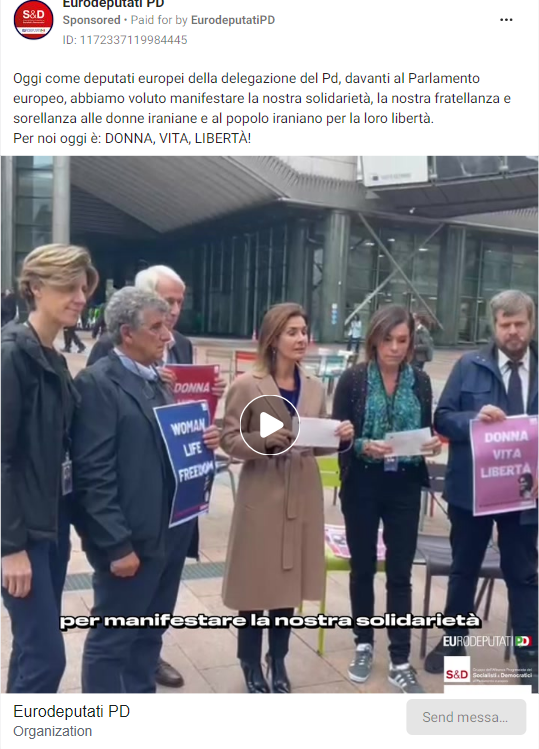 Eurodeputati PD
S&D
Sponsored • Paid for by EurodeputatiPD
ID: 1172337119984445
Oggi come deputati europei della delegazione del Pd, davanti al Parlamento
europeo, abbiamo voluto manifestare la nostra solidarietà, la nostra fratellanza e
sorellanza alle donne iraniane e al popolo iraniano per la loro libertà.
Per noi oggi è: DONNA, VITA, LIBERTÀ!
DONNA
WOMAN
LIFE
FREEDOM
DONNA
VITA
LIBERTÀ
per manifestare la nostra solidarietà
EURODEPUTATI PD
S&D
Socialisti & Democratici
Eurodeputati PD
Organization
Send messa...